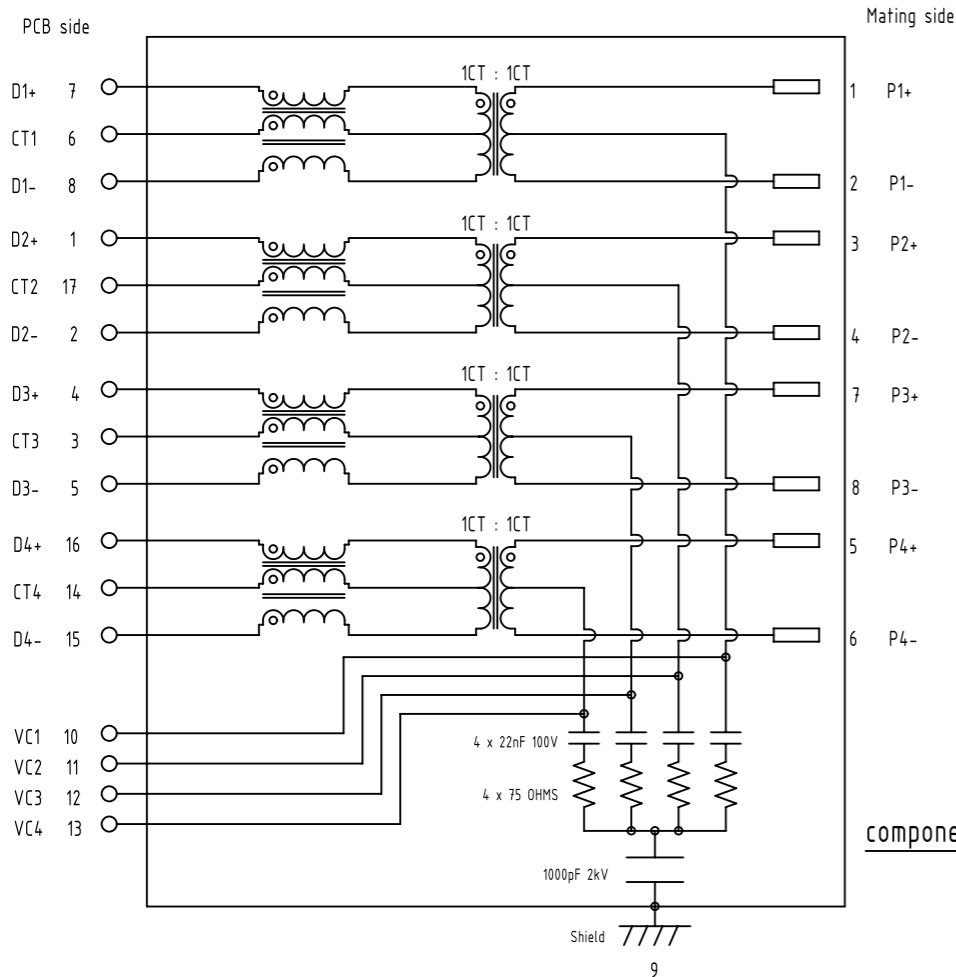 PCB side
Mating side
1CT : 1CT
D1+ 7
1 P1+
CT1 6
D1- 8
2 P1-
1CT : 1CT
D2+ 1
3 P2+
CT2 17
D2- 2
4 P2-
1CT : 1CT
D3+ 4
7 P3+
CT3 3
D3- 5
8 P3-
1CT : 1CT
D4+ 16
5 P4+
CT4 14
D4- 15
6 P4-
VC1 10
4 x 22nF 100V
VC2 11
VC3 12
4 x 75 OHMS
VC4 13
compone
1000pF 2kV
Shield
9